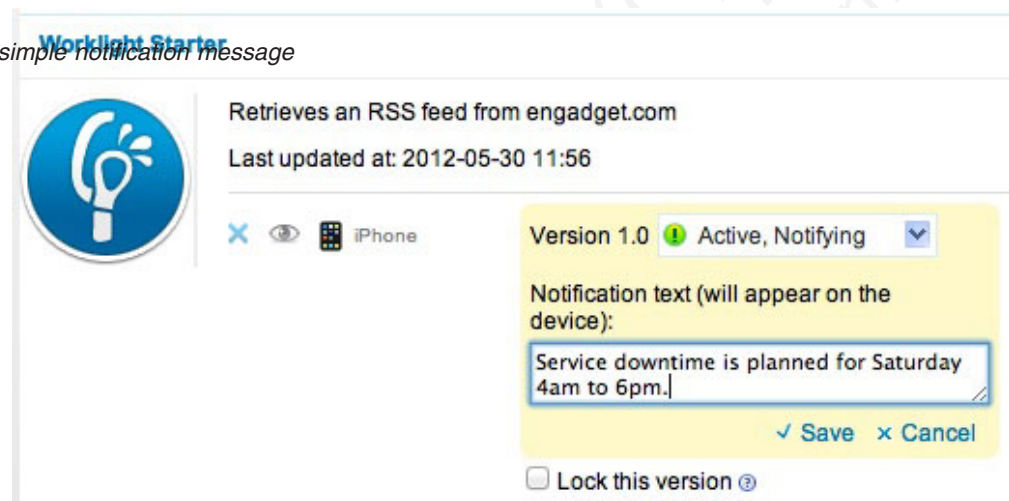 Worklight Starter
simple notification message
Retrieves an RSS feed from engadget.com
Last updated at: 2012-05-30 11:56
iPhone
Version 1.0 Active, Notifying
Notification text (will appear on the
device):
Service downtime is planned for Saturday
4am to 6pm.
Save × Cancel
Lock this version